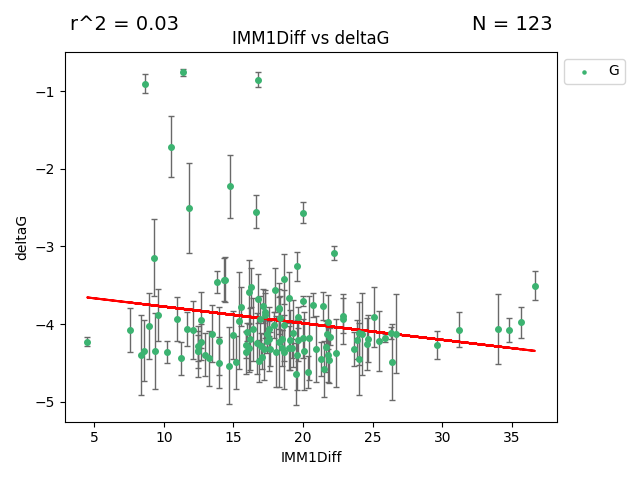 r^2 = 0.03
N = 123
IMM1Diff vs deltaG
G
−1
−2
−3
−4
−5
deltaG
5 10 15 20 25 30 35
IMM1Diff